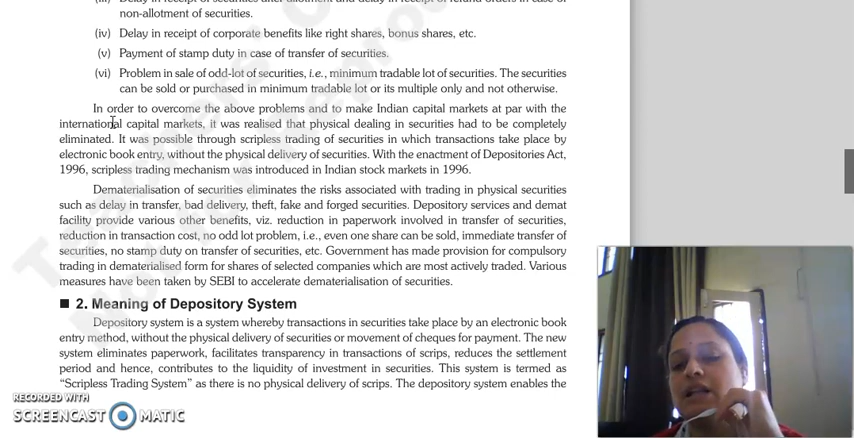 non-allotment of securities.
(iv) Delay in receipt of corporate benefits like right shares, bonus shares, etc.
(v) Payment of stamp duty in case of transfer of securities.
(vi) Problem in sale of odd-lot of securities, i.e., minimum tradable lot of securities. The securities
can be sold or purchased in minimum tradable lot or its multiple only and not otherwise.
In order to overcome the above problems and to make Indian capital markets at par with the
international capital markets, it was realised that physical dealing in securities had to be completely
eliminated. It was possible through scripless trading of securities in which transactions take place by
electronic book entry, without the physical delivery of securities. With the enactment of Depositories Act,
1996, scripless trading mechanism was introduced in Indian stock markets in 1996.
Dematerialisation of securities eliminates the risks associated with trading in physical securities
such as delay in transfer, bad delivery, theft, fake and forged securities. Depository services and demat
facility provide various other benefits, viz. reduction in paperwork involved in transfer of securities,
reduction in transaction cost, no odd lot problem, i.e., even one share can be sold, immediate transfer of
securities, no stamp duty on transfer of securities, etc. Government has made provision for compulsory
trading in dematerialised form for shares of selected companies which are most actively traded. Various
measures have been taken by SEBI to accelerate dematerialisation of securities.
■ 2. Meaning of Depository System
Depository system is a system whereby transactions in securities take place by an electronic book
entry method, without the physical delivery of securities or movement of cheques for payment. The new
system eliminates paperwork, facilitates transparency in transactions of scrips, reduces the settlement
period and hence, contributes to the liquidity of investment in securities. This system is termed as
“Scripless Trading System” as there is no physical delivery of scrips. The depository system enables the
RECORDED WITH
SCREENCAST MATIC